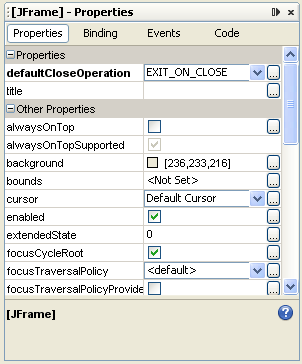 [JFrame] - Properties
Properties Binding Events Code
Properties
defaultCloseOperation EXIT_ON_CLOSE ...
title ...
Other Properties
alwaysOnTop ...
alwaysOnTopSupported
background [236,233,216] ...
bounds <Not Set> ...
cursor Default Cursor ...
enabled ...
extendedState 0 ...
focusCycleRoot ...
focusTraversalPolicy <default> ...
focusTraversalPolicyProvide ...
[JFrame] ?